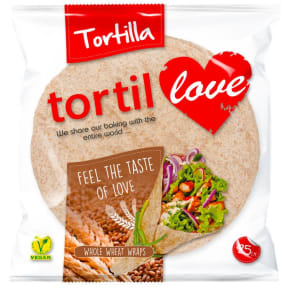 Tortilla
tortil love
We share our baking with the
entire world
FEEL THE TASTE
OF LOVE
WHOLE WHEAT WRAPS
VEGAN
25